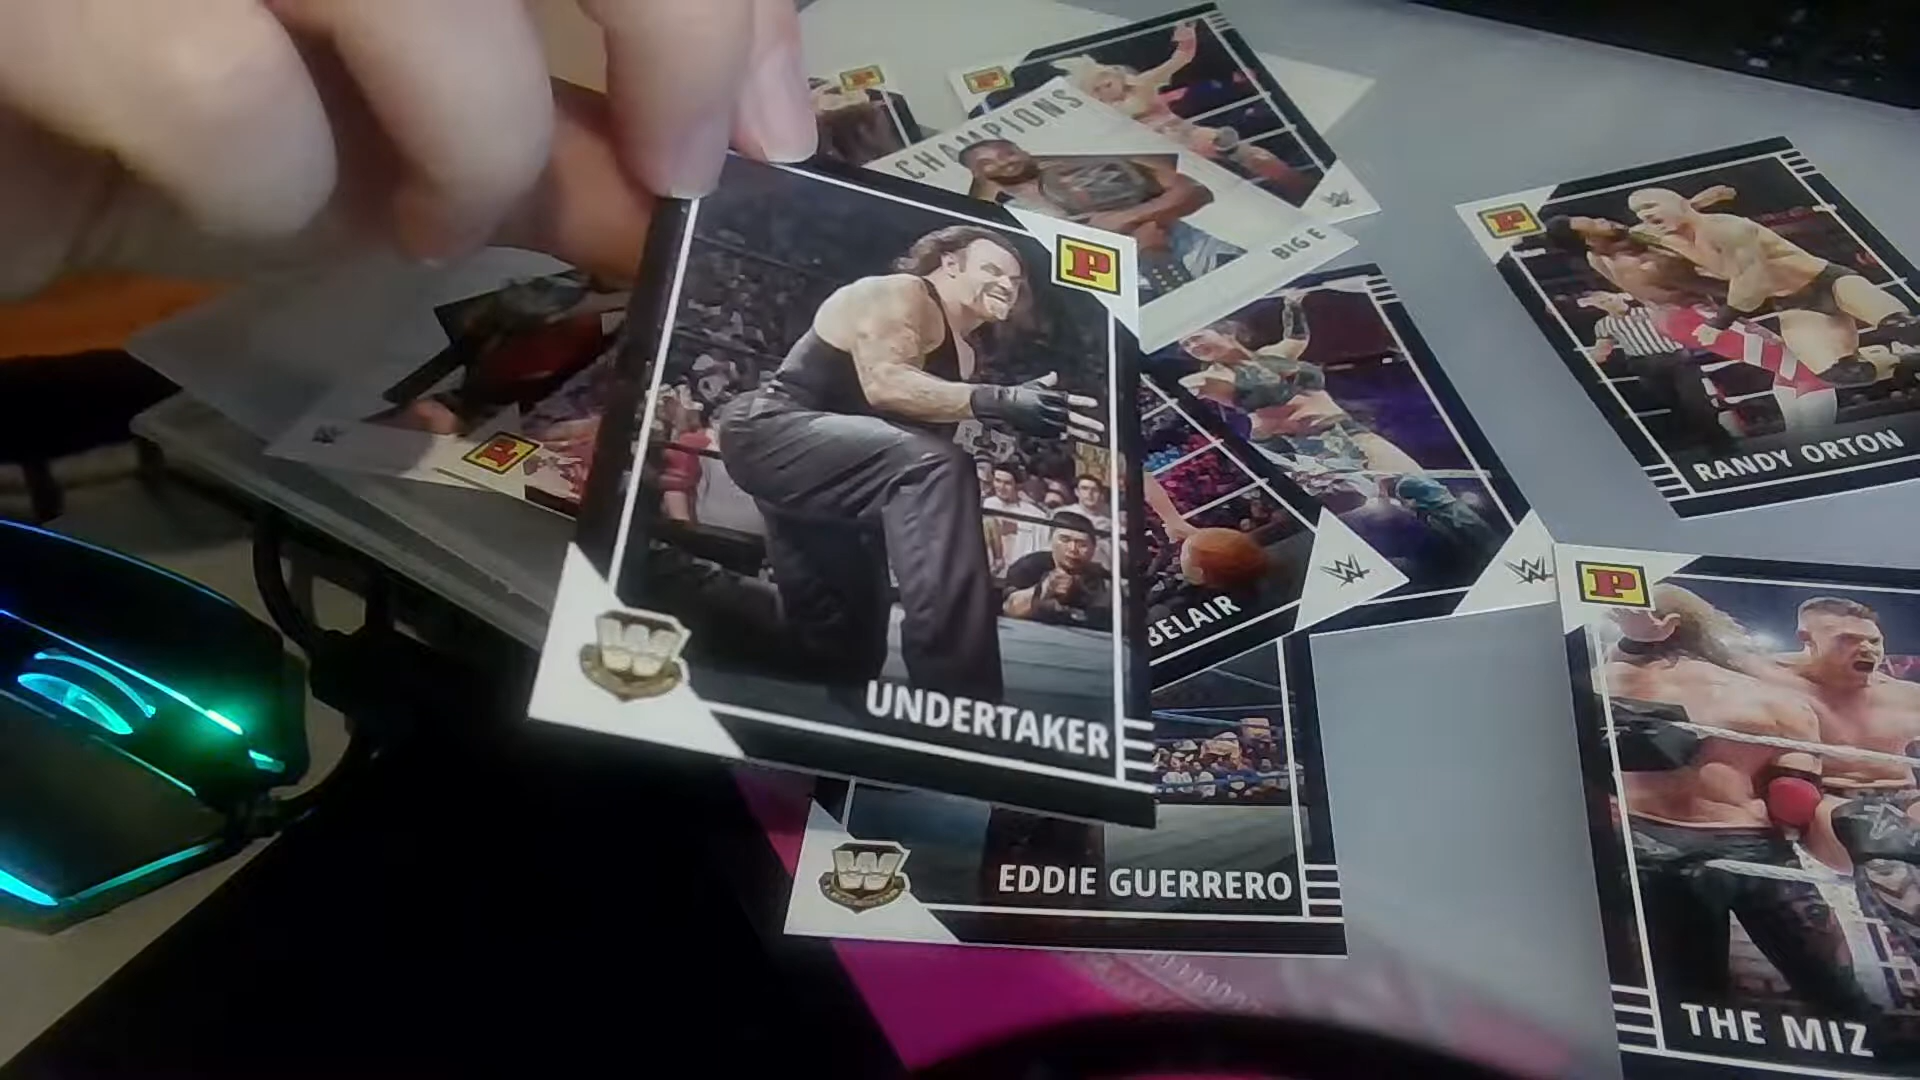 P
P
CHAMPIONS
BIG E
P
P
RANDY ORTON
P
W
BELAIR
W
W
P
W
UNDERTAKER
W
EDDIE GUERRERO
THE MIZ